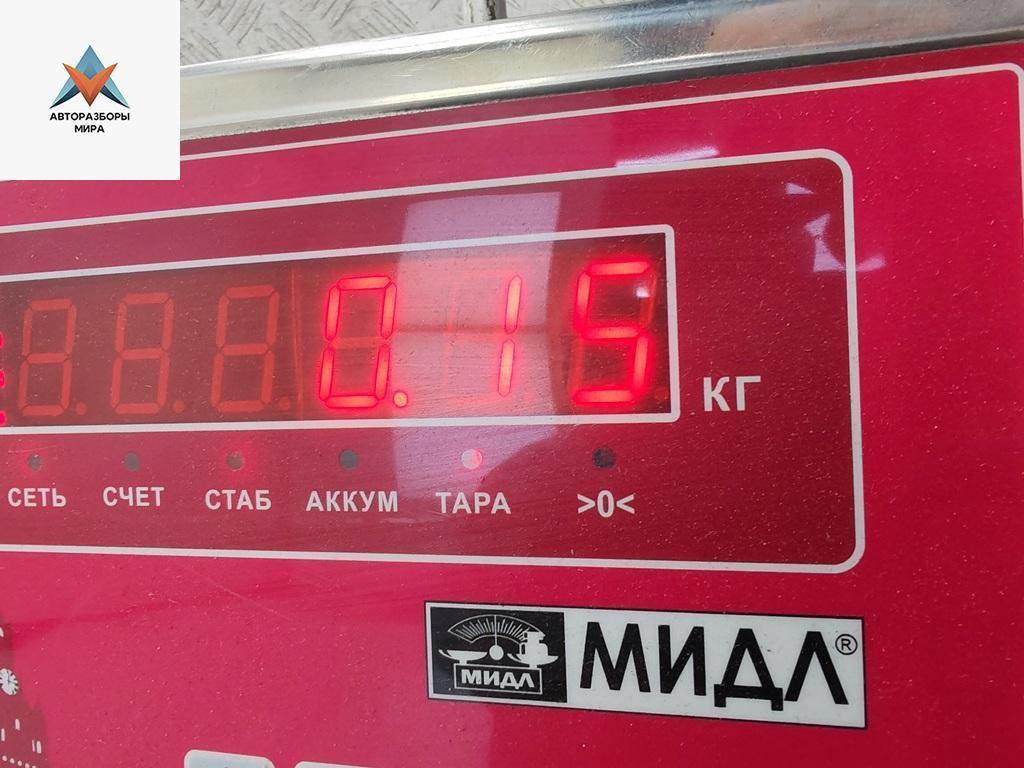 АВТОРАЗБОРЫ
МИРА
0.15
КГ
СЕТЬ СЧЕТ СТАБ АККУМ ТАРА >0<
МИДЛ
МИДЛ®